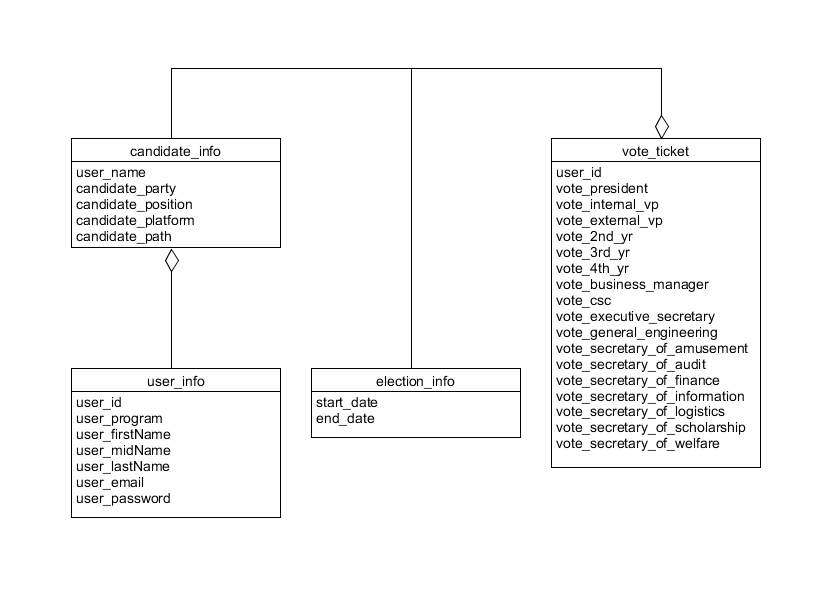 candidate_info
user_name
candidate_party
candidate_position
candidate_platform
candidate_path
vote_ticket
user_id
vote_president
vote_internal_vp
vote_external_vp
vote_2nd_yr
vote_3rd_yr
vote_4th_yr
vote_business_manager
vote_csc
vote_executive_secretary
vote_general_engineering
vote_secretary_of_amusement
vote_secretary_of_audit
vote_secretary_of_finance
vote_secretary_of_information
vote_secretary_of_logistics
vote_secretary_of_scholarship
vote_secretary_of_welfare
user_info
user_id
user_program
user_firstName
user_midName
user_lastName
user_email
user_password
election_info
start_date
end_date